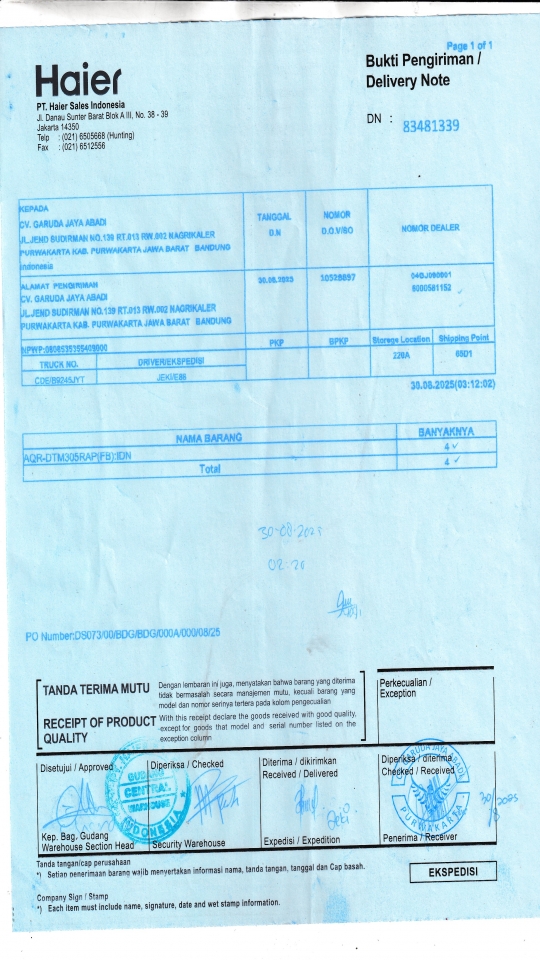 Page 1 of 1
Haier
Bukti Pengiriman /
Delivery Note
PT. Haier Sales Indonesia
Jl. Danau Sunter Barat Blok A III, No. 38 - 39
Jakarta 14350
Telp : (021) 6505668 (Hunting)
Fax : (021) 6512556
DN : 83481339
KEPADA
CV. GARUDA JAYA ABADI
JL.JEND SUDIRMAN NO.139 RT.013 RW.002 NAGRIKALER
PURWAKARTA KAB. PURWAKARTA JAWA BARAT BANDUNG
Indonesia
TANGGAL
D.N
NOMOR
D.O.V/SO
NOMOR DEALER
ALAMAT PENGIRIMAN
CV. GARUDA JAYA ABADI
JL.JEND SUDIRMAN NO.139 RT.013 RW.002 NAGRIKALER
PURWAKARTA KAB. PURWAKARTA JAWA BARAT BANDUNG
30.08.2025
8000581152
PKP BPKP Storage Location Shipping Point
TRUCK NO. DRIVER/EKSPEDISI
220A 65D1
30.08.2025(03:12:02)
NAMA BARANG BANYAKNYA
AQR-DTM305RAP(FB):IDN 4
Total 4
30-08-2025
02:20
PO Number:DS073/00/BDG/BDG/000A/000/08/25
TANDA TERIMA MUTU
Dengan lembaran ini juga, menyatakan bahwa barang yang diterima
tidak bermasalah secara manajemen mutu, kecuali barang yang
model dan nomor serinya tertera pada kolom pengecualian
RECEIPT OF PRODUCT
QUALITY
With this receipt declare the goods received with good quality,
except for goods that model and serial number listed on the
exception column
Perkecualian /
Exception
Disetujui / Approved
Diperiksa / Checked
Diterima / dikirimkan
Received / Delivered
Diperiksa / diterima
Checked / Received
GUDANG
CENTRAL
WAREHOUSE
INDONESIA
CV. GARUDA JAYA ABADI
PURWAKARTA
Kep. Bag. Gudang
Warehouse Section Head
Security Warehouse
Expedisi / Expedition
Penerima / Receiver
Tanda tangan/cap perusahaan
*) Setian penerimaan barang wajib menyertakan informasi nama, tanda tangan, tanggal dan Cap basah.
EKSPEDISI
Company Sign / Stamp
*) Each item must include name, signature, date and wet stamp information.